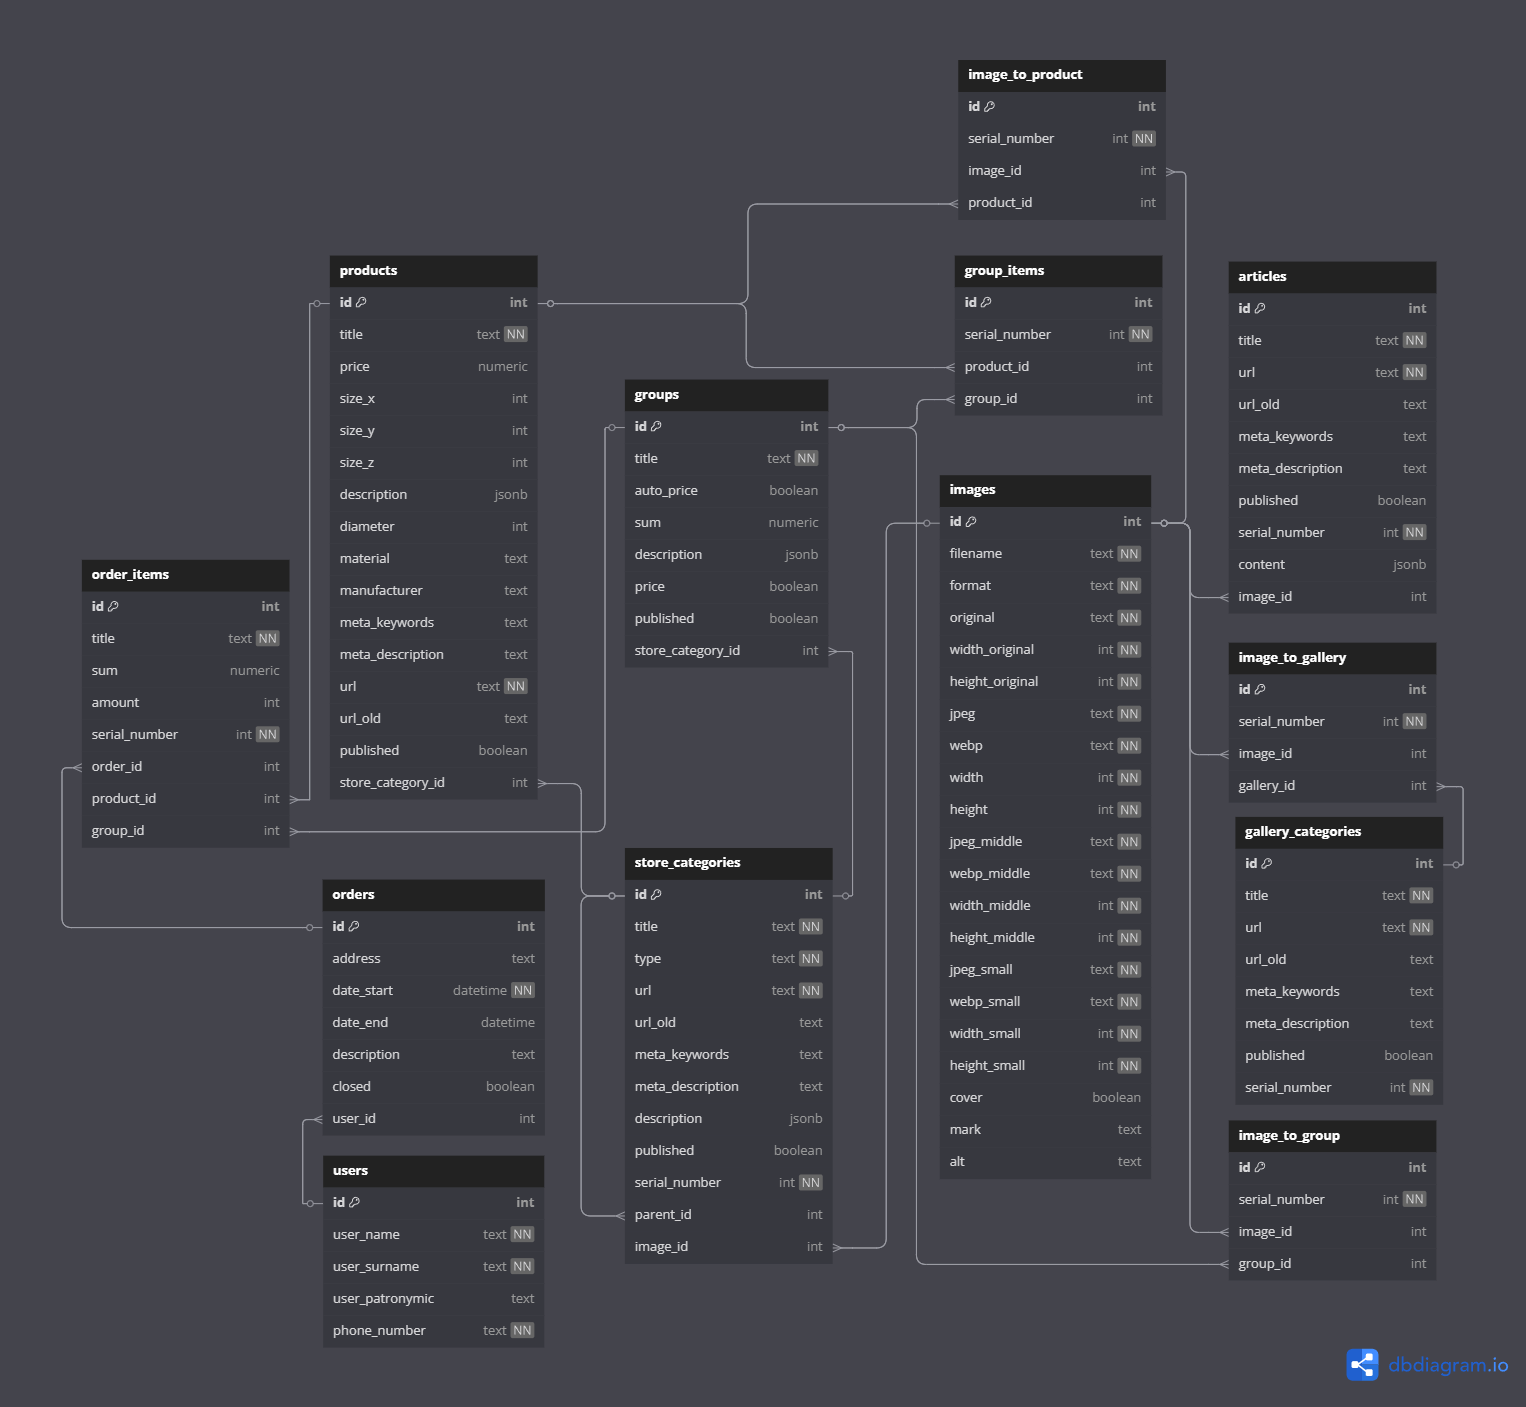 image_to_product
id int
serial_number int NN
image_id int
product_id int
products
id int
title text NN
price numeric
size_x int
size_y int
size_z int
description jsonb
diameter int
material text
manufacturer text
meta_keywords text
meta_description text
url text NN
url_old text
published boolean
store_category_id int
group_items
id int
serial_number int NN
product_id int
group_id int
articles
id int
title text NN
url text NN
url_old text
meta_keywords text
meta_description text
published boolean
serial_number int NN
content jsonb
image_id int
groups
id int
title text NN
auto_price boolean
sum numeric
description jsonb
price boolean
published boolean
store_category_id int
images
id int
filename text NN
format text NN
original text NN
width_original int NN
height_original int NN
jpeg text NN
webp text NN
width int NN
height int NN
jpeg_middle text NN
webp_middle text NN
width_middle int NN
height_middle int NN
jpeg_small text NN
webp_small text NN
width_small int NN
height_small int NN
cover boolean
mark text
alt text
order_items
id int
title text NN
sum numeric
amount int
serial_number int NN
order_id int
product_id int
group_id int
image_to_gallery
id int
serial_number int NN
image_id int
gallery_id int
gallery_categories
id int
title text NN
url text NN
url_old text
meta_keywords text
meta_description text
published boolean
serial_number int NN
store_categories
id int
title text NN
type text NN
url text NN
url_old text
meta_keywords text
meta_description text
description jsonb
published boolean
serial_number int NN
parent_id int
image_id int
orders
id int
address text
date_start datetime NN
date_end datetime
description text
closed boolean
user_id int
image_to_group
id int
serial_number int NN
image_id int
group_id int
users
id int
user_name text NN
user_surname text NN
user_patronymic text
phone_number text NN
dbdiagram.io